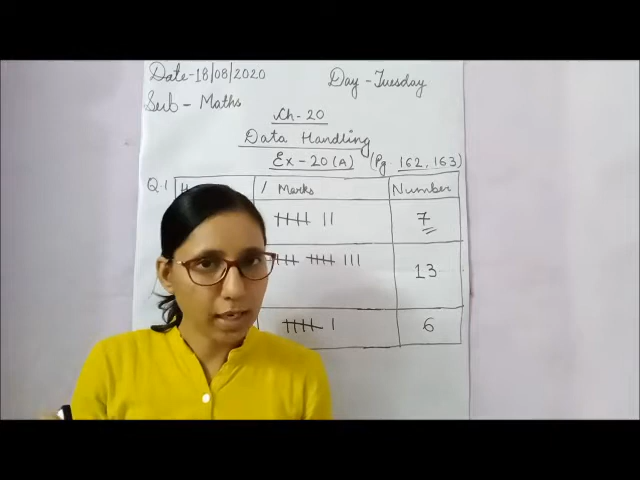 Date-18/08/2020
Day-Tuesday
Sub-Maths
Ch-20
Data Handling
Ex-20(A) (Pg. 162, 163)
Q.1
/ Marks
Number
7
13
6